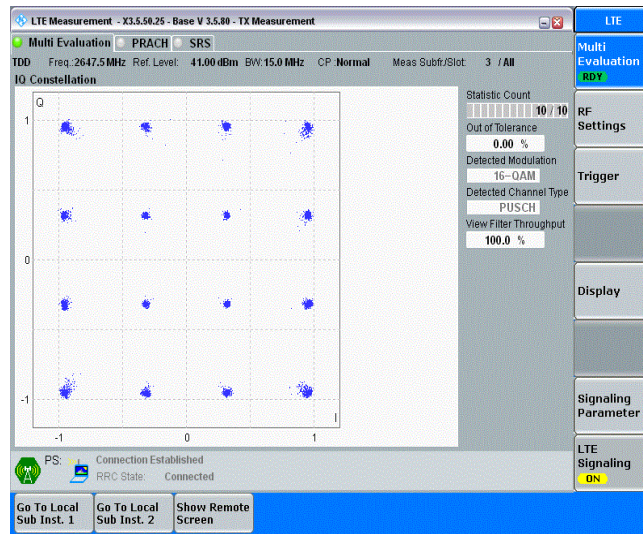 LTE Measurement - X3.5.50.25 - Base V 3.5.80 - TX Measurement
LTE
Multi Evaluation PRACH SRS
Multi
Evaluation
RDY
TDD Freq.:2647.5 MHz Ref. Level: 41.00 dBm BW:15.0 MHz CP :Normal Meas Subfr./Slot: 3 / All
IQ Constellation
Statistic Count
10 / 10
Out of Tolerance
0.00 %
Detected Modulation
16-QAM
Detected Channel Type
PUSCH
View Filter Throughput
100.0 %
Q
1
0
-1
I
-1 0 1
RF
Settings
Trigger
Display
Signaling
Parameter
LTE
Signaling
ON
PS: Connection Established
RRC State: Connected
Go To Local
Sub Inst. 1
Go To Local
Sub Inst. 2
Show Remote
Screen